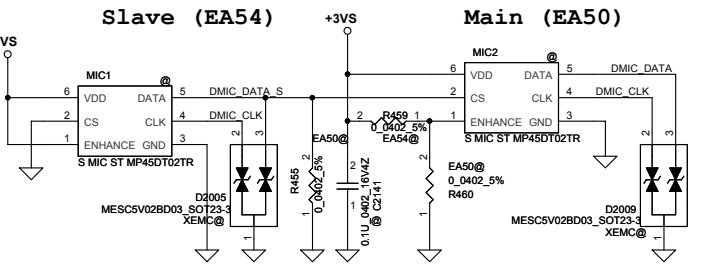 Slave (EA54)
+3VS
Main (EA50)
VS
MIC1
@
6
VDD
DATA
5
DMIC_DATA_S
2
CS
CLK
4
DMIC_CLK
1
ENHANCE GND
3
S MIC ST MP45DT02TR
2
3
D2005
MESC5V02BD03_SOT23-3
XEMC@
1
R455
0_0402_5%
2
1
EA50@
2
1
0.1U_0402_16V4Z
@ C2141
2
R459
1
0_0402_5%
EA54@
2
EA50@
0_0402_5%
R460
1
MIC2
@
6
VDD
DATA
5
DMIC_DATA
2
CS
CLK
4
DMIC_CLK
1
ENHANCE GND
3
S MIC ST MP45DT02TR
2
3
D2009
MESC5V02BD03_SOT23-3
XEMC@
1